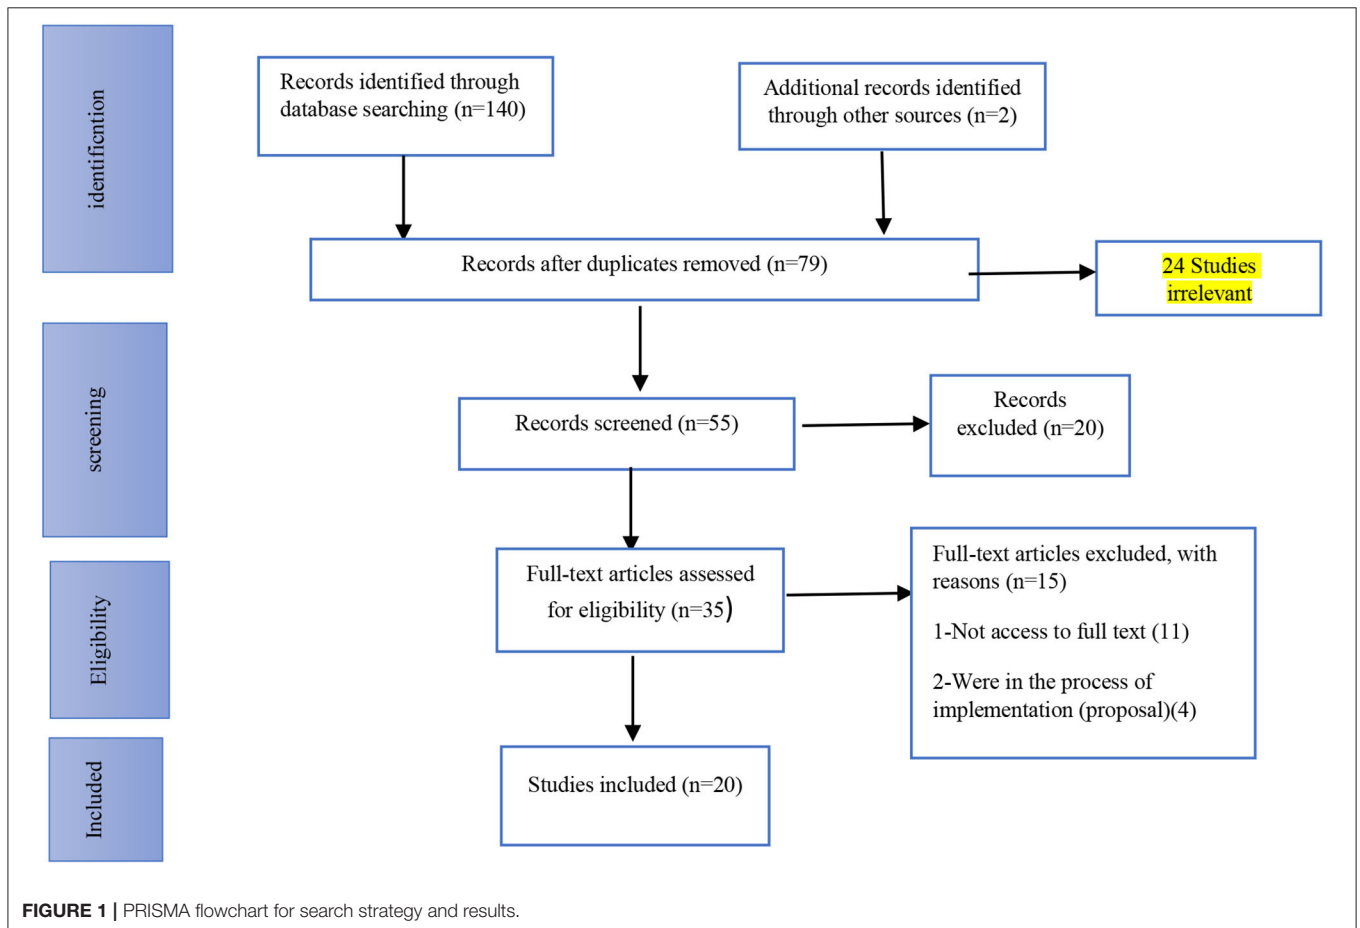 identificntion
Records identified through
database searching (n=140)
Additional records identified
through other sources (n=2)
Records after duplicates removed (n=79)
24 Studies
irrelevant
screening
Records screened (n=55)
Records
excluded (n=20)
Eligibility
Full-text articles assessed
for eligibility (n=35)
Full-text articles excluded, with
reasons (n=15)
1-Not access to full text (11)
2-Were in the process of
implementation (proposal)(4)
Included
Studies included (n=20)
FIGURE 1 | PRISMA flowchart for search strategy and results.